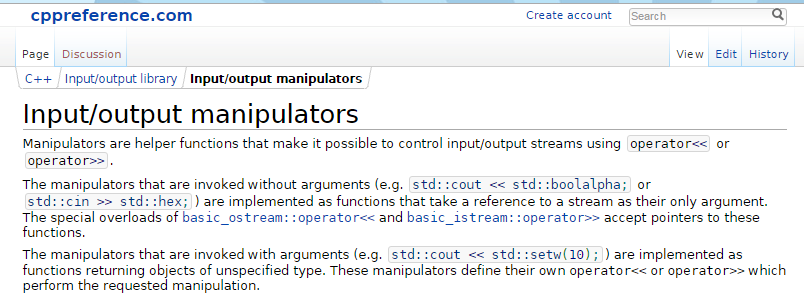 cppreference.com
Create account
Search
Page
Discussion
View
Edit
History
C++
Input/output library
Input/output manipulators
Input/output manipulators
Manipulators are helper functions that make it possible to control input/output streams using operator<< or
operator>>.
The manipulators that are invoked without arguments (e.g. std::cout << std::boolalpha; or
std::cin >> std::hex;) are implemented as functions that take a reference to a stream as their only argument.
The special overloads of basic_ostream::operator<< and basic_istream::operator>> accept pointers to these
functions.
The manipulators that are invoked with arguments (e.g. std::cout << std::setw(10);) are implemented as
functions returning objects of unspecified type. These manipulators define their own operator<< or operator>> which
perform the requested manipulation.